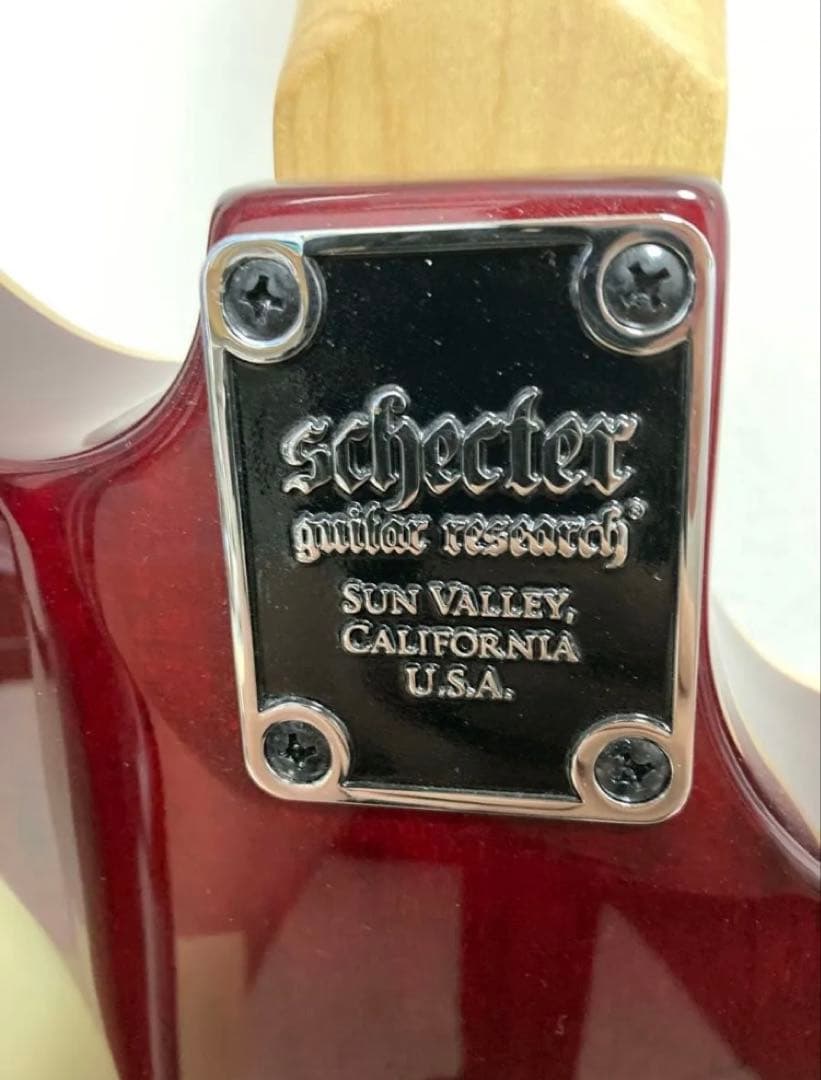 schecter
guitar research®
SUN VALLEY,
CALIFORNIA
U.S.A.